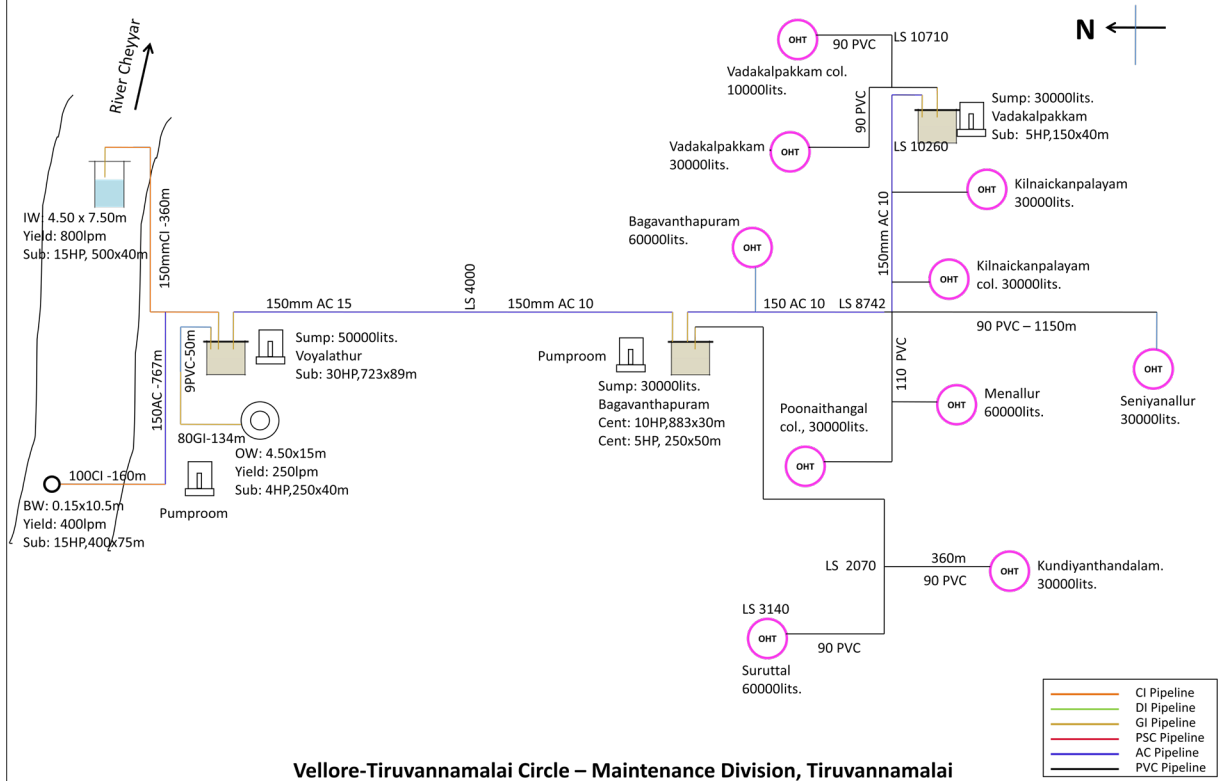 River Cheyyar
N
OHT
90 PVC
LS 10710
Vadakalpakkam col.
10000lits.
90 PVC
Sump: 30000lits.
Vadakalpakkam
Sub: 5HP,150x40m
LS 10260
Vadakalpakkam
30000lits.
OHT
IW: 4.50 x 7.50m
Yield: 800lpm
Sub: 15HP, 500x40m
150mmCI -360m
Kilnaickanpalayam
30000lits.
OHT
150mm AC 10
Bagavanthapuram
60000lits.
OHT
Kilnaickanpalayam
col. 30000lits.
OHT
150mm AC 15
LS 4000
150mm AC 10
150 AC 10
LS 8742
90 PVC – 1150m
9PVC-50m
Sump: 50000lits.
Voyalathur
Sub: 30HP,723x89m
Pumproom
Sump: 30000lits.
Bagavanthapuram
Cent: 10HP,883x30m
Cent: 5HP, 250x50m
110 PVC
OHT
Seniyanallur
30000lits.
150AC -767m
Menallur
60000lits.
OHT
Poonaithangal
col., 30000lits.
OHT
80GI-134m
OW: 4.50x15m
Yield: 250lpm
Sub: 4HP,250x40m
Pumproom
100CI -160m
BW: 0.15x10.5m
Yield: 400lpm
Sub: 15HP,400x75m
LS 2070
360m
90 PVC
OHT
Kundiyanthandalam.
30000lits.
LS 3140
OHT
90 PVC
Suruttal
60000lits.
CI Pipeline
DI Pipeline
GI Pipeline
PSC Pipeline
AC Pipeline
PVC Pipeline
Vellore-Tiruvannamalai Circle – Maintenance Division, Tiruvannamalai